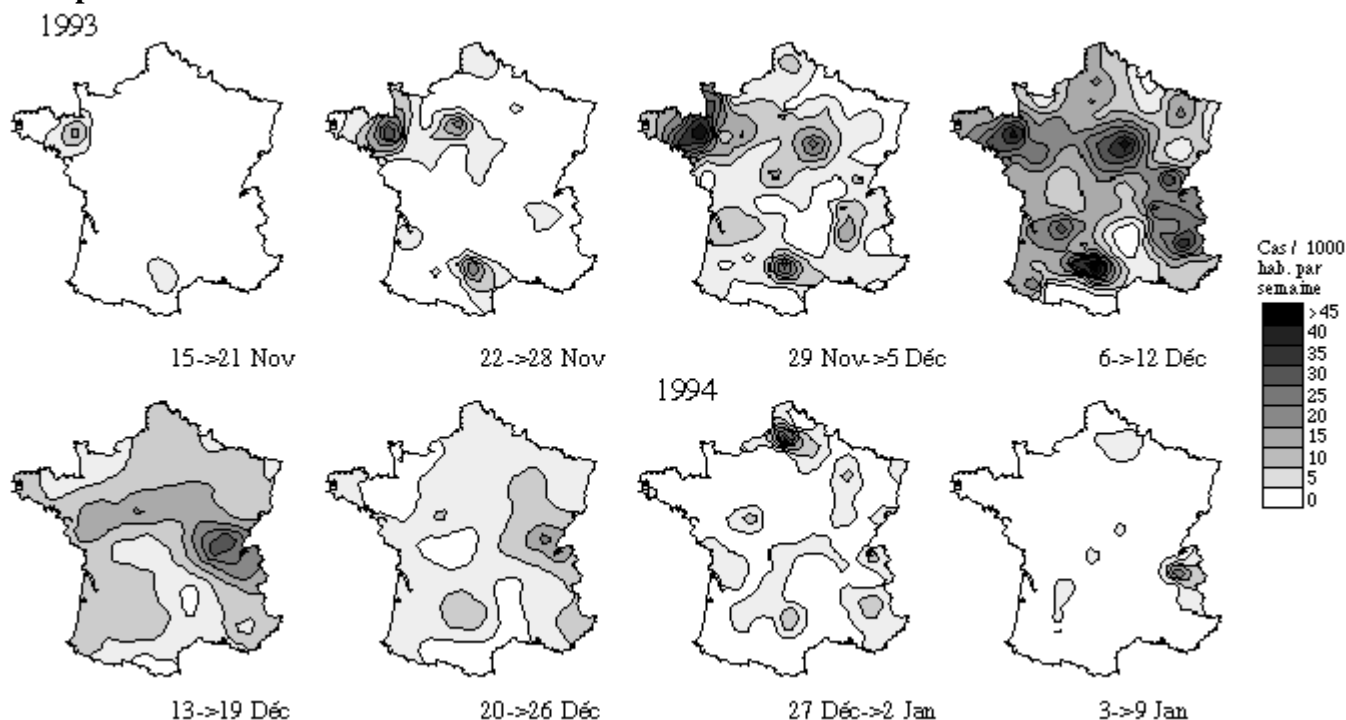 1993
Cas / 1000
hab. par
semaine
>45
40
35
30
25
20
15
10
5
0
15->21 Nov
22->28 Nov
29 Nov->5 Déc
6->12 Déc
1994
13->19 Déc
20->26 Déc
27 Déc->2 Jan
3->9 Jan